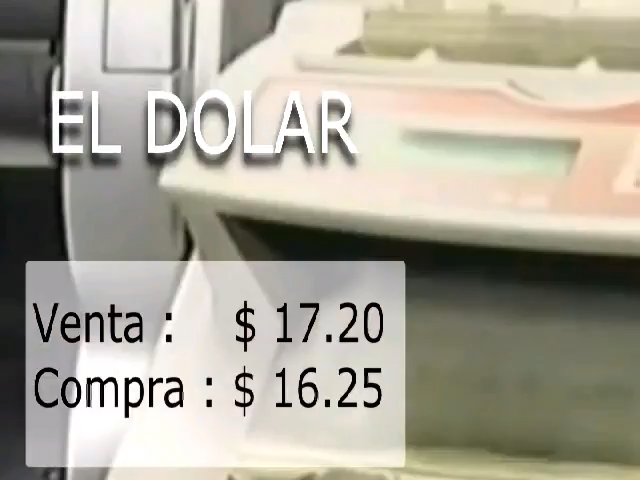 EL DOLAR
Venta : $ 17.20
Compra : $ 16.25